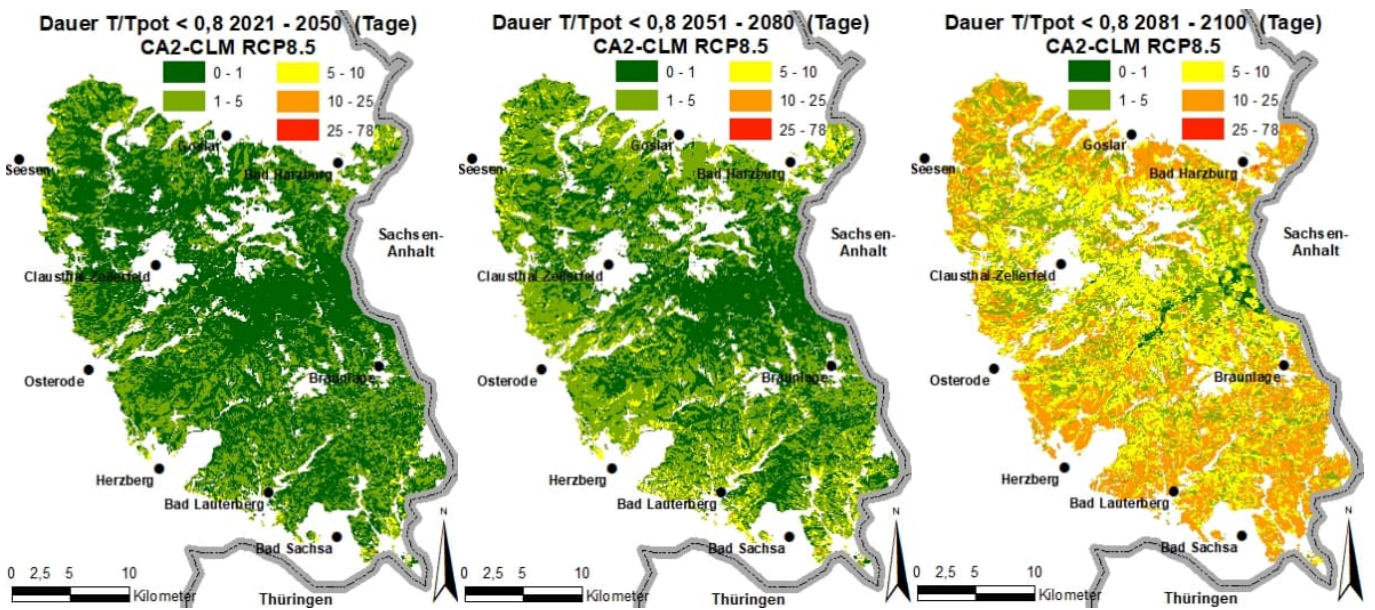 Dauer T/Tpot < 0,8 2021 - 2050 (Tage)
CA2-CLM RCP8.5
0 - 1
5 - 10
1 - 5
10 - 25
25 - 78
Goslar
Seesen
Bad Harzburg
Sachsen-
Anhalt
Clausthal-Zellerfeld
Osterode
Braunlage
Herzberg
Bad Lauterberg
Bad Sachsa
N
0 2,5 5 10
Kilometer
Thüringen
Dauer T/Tpot < 0,8 2051 - 2080 (Tage)
CA2-CLM RCP8.5
0 - 1
5 - 10
1 - 5
10 - 25
25 - 78
Goslar
Seesen
Bad Harzburg
Sachsen-
Anhalt
Clausthal-Zellerfeld
Osterode
Braunlage
Herzberg
Bad Lauterberg
Bad Sachsa
N
0 2,5 5 10
Kilometer
Thüringen
Dauer T/Tpot < 0,8 2081 - 2100 (Tage)
CA2-CLM RCP8.5
0 - 1
5 - 10
1 - 5
10 - 25
25 - 78
Goslar
Seesen
Bad Harzburg
Sachsen-
Anhalt
Clausthal-Zellerfeld
Osterode
Braunlage
Herzberg
Bad Lauterberg
Bad Sachsa
N
0 2,5 5 10
Kilometer
Thüringen